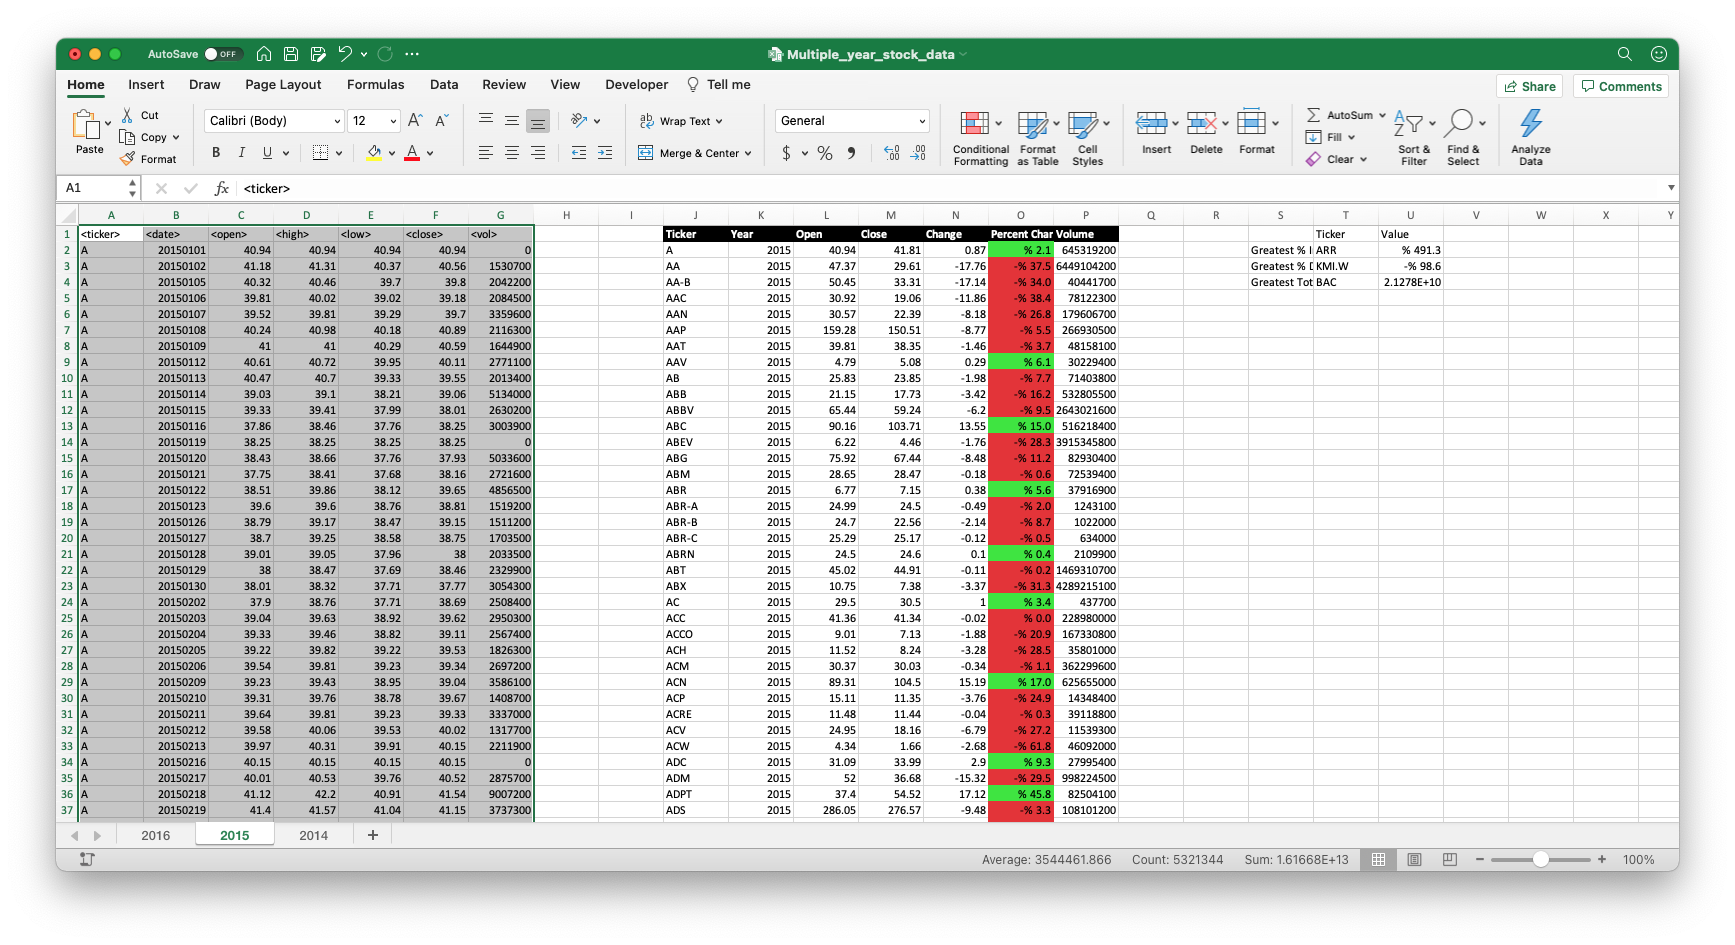 AutoSave OFF Multiple_year_stock_data
Home Insert Draw Page Layout Formulas Data Review View Developer Tell me Share Comments
Paste Cut Copy Format
Calibri (Body) 12 A^ A˅
B I U A
ab Wrap Text
Merge & Center
General
$ % 9
Conditional Formatting Format as Table Cell Styles Insert Delete Format
AutoSum Fill Clear Sort & Filter Find & Select Analyze Data
A1 fx <ticker>
A B C D E F G H I J K L M N O P Q R S T U V W X Y
1 <ticker> <date> <open> <high> <low> <close> <vol> Ticker Year Open Close Change Percent Char Volume Ticker Value
2 A 20150101 40.94 40.94 40.94 40.94 0 A 2015 40.94 41.81 0.87 % 2.1 645319200 Greatest % I ARR % 491.3
3 A 20150102 41.18 41.31 40.37 40.56 1530700 AA 2015 47.37 29.61 -17.76 -% 37.5 6449104200 Greatest % D KMI.W -% 98.6
4 A 20150105 40.32 40.46 39.7 39.8 2042200 AA-B 2015 50.45 33.31 -17.14 -% 34.0 40441700 Greatest Tot BAC 2.1278E+10
5 A 20150106 39.81 40.02 39.02 39.18 2084500 AAC 2015 30.92 19.06 -11.86 -% 38.4 78122300
6 A 20150107 39.52 39.81 39.29 39.7 3359600 AAN 2015 30.57 22.39 -8.18 -% 26.8 179606700
7 A 20150108 40.24 40.98 40.18 40.89 2116300 AAP 2015 159.28 150.51 -8.77 -% 5.5 266930500
8 A 20150109 41 41 40.29 40.59 1644900 AAT 2015 39.81 38.35 -1.46 -% 3.7 48158100
9 A 20150112 40.61 40.72 39.95 40.11 2771100 AAV 2015 4.79 5.08 0.29 % 6.1 30229400
10 A 20150113 40.47 40.7 39.33 39.55 2013400 AB 2015 25.83 23.85 -1.98 -% 7.7 71403800
11 A 20150114 39.03 39.1 38.21 39.06 5134000 ABB 2015 21.15 17.73 -3.42 -% 16.2 532805500
12 A 20150115 39.33 39.41 37.99 38.01 2630200 ABBV 2015 65.44 59.24 -6.2 -% 9.5 2643021600
13 A 20150116 37.86 38.46 37.76 38.25 3003900 ABC 2015 90.16 103.71 13.55 % 15.0 516218400
14 A 20150119 38.25 38.25 38.25 38.25 0 ABEV 2015 6.22 4.46 -1.76 -% 28.3 3915345800
15 A 20150120 38.43 38.66 37.76 37.93 5033600 ABG 2015 75.92 67.44 -8.48 -% 11.2 82930400
16 A 20150121 37.75 38.41 37.68 38.16 2721600 ABM 2015 28.65 28.47 -0.18 -% 0.6 72539400
17 A 20150122 38.51 39.86 38.12 39.65 4856500 ABR 2015 6.77 7.15 0.38 % 5.6 37916900
18 A 20150123 39.6 39.6 38.76 38.81 1519200 ABR-A 2015 24.99 24.5 -0.49 -% 2.0 1243100
19 A 20150126 38.79 39.17 38.47 39.15 1511200 ABR-B 2015 24.7 22.56 -2.14 -% 8.7 1022000
20 A 20150127 38.7 39.25 38.58 38.75 1703500 ABR-C 2015 25.29 25.17 -0.12 -% 0.5 634000
21 A 20150128 39.01 39.05 37.96 38 2033500 ABRN 2015 24.5 24.6 0.1 % 0.4 2109900
22 A 20150129 38 38.47 37.69 38.46 2329900 ABT 2015 45.02 44.91 -0.11 -% 0.2 1469310700
23 A 20150130 38.01 38.32 37.71 37.77 3054300 ABX 2015 10.75 7.38 -3.37 -% 31.3 4289215100
24 A 20150202 37.9 38.76 37.71 38.69 2508400 AC 2015 29.5 30.5 1 % 3.4 437700
25 A 20150203 39.04 39.63 38.92 39.62 2950300 ACC 2015 41.36 41.34 -0.02 % 0.0 228980000
26 A 20150204 39.33 39.46 38.82 39.11 2567400 ACCO 2015 9.01 7.13 -1.88 -% 20.9 167330800
27 A 20150205 39.22 39.82 39.22 39.53 1826300 ACH 2015 11.52 8.24 -3.28 -% 28.5 35801000
28 A 20150206 39.54 39.81 39.23 39.34 2697200 ACM 2015 30.37 30.03 -0.34 -% 1.1 362299600
29 A 20150209 39.23 39.43 38.95 39.04 3586100 ACN 2015 89.31 104.5 15.19 % 17.0 625655000
30 A 20150210 39.31 39.76 38.78 39.67 1408700 ACP 2015 15.11 11.35 -3.76 -% 24.9 14348400
31 A 20150211 39.64 39.81 39.23 39.33 3337000 ACRE 2015 11.48 11.44 -0.04 -% 0.3 39118800
32 A 20150212 39.58 40.06 39.53 40.02 1317700 ACV 2015 24.95 18.16 -6.79 -% 27.2 11539300
33 A 20150213 39.97 40.31 39.91 40.15 2211900 ACW 2015 4.34 1.66 -2.68 -% 61.8 46092000
34 A 20150216 40.15 40.15 40.15 40.15 0 ADC 2015 31.09 33.99 2.9 % 9.3 27995400
35 A 20150217 40.01 40.53 39.76 40.52 2875700 ADM 2015 52 36.68 -15.32 -% 29.5 998224500
36 A 20150218 41.12 42.2 40.91 41.54 9007200 ADPT 2015 37.4 54.52 17.12 % 45.8 82504100
37 A 20150219 41.4 41.57 41.04 41.15 3737300 ADS 2015 286.05 276.57 -9.48 -% 3.3 108101200
2016 2015 2014 +
Average: 3544461.866 Count: 5321344 Sum: 1.61668E+13 100%